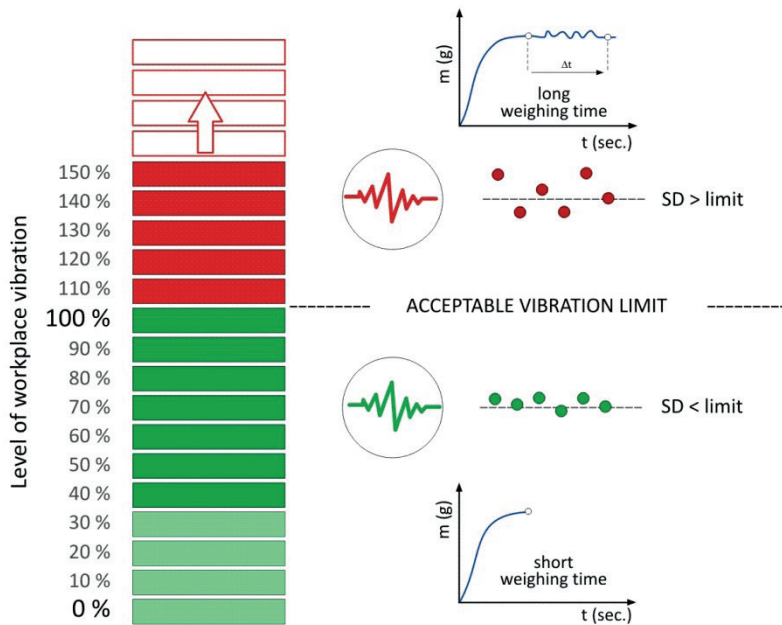 Level of workplace vibration
150 %
140 %
130 %
120 %
110 %
100 %
90 %
80 %
70 %
60 %
50 %
40 %
30 %
20 %
10 %
0 %
m (g)
Δt
long
weighing time
t (sec.)
SD > limit
ACCEPTABLE VIBRATION LIMIT
SD < limit
m (g)
short
weighing time
t (sec.)